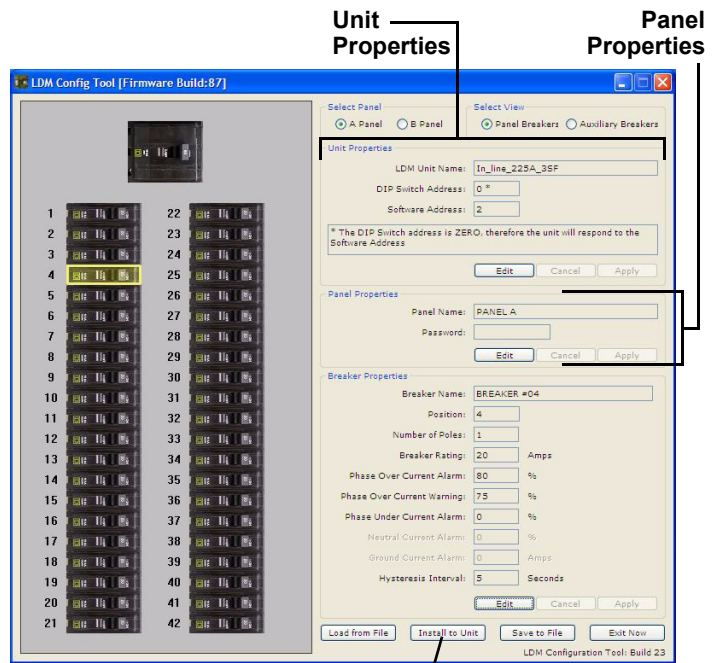 Unit
Properties
Panel
Properties
LDM Config Tool [Firmware Build:87]
Select Panel
A Panel B Panel
Select View
Panel Breakers Auxiliary Breakers
Unit Properties
LDM Unit Name: In_line_225A_3SF
DIP Switch Address: 0 *
Software Address: 2
* The DIP Switch address is ZERO, therefore the unit will respond to the
Software Address
Edit Cancel Apply
Panel Properties
Panel Name: PANEL A
Password:
Edit Cancel Apply
Breaker Properties
Breaker Name: BREAKER #04
Position: 4
Number of Poles: 1
Breaker Rating: 20 Amps
Phase Over Current Alarm: 80 %
Phase Over Current Warning: 75 %
Phase Under Current Alarm: 0 %
Neutral Current Alarm: 0 %
Ground Current Alarm: 0 Amps
Hysteresis Interval: 5 Seconds
Edit Cancel Apply
Load from File Install to Unit Save to File Exit Now
LDM Configuration Tool: Build 23
1 22
2 23
3 24
4 25
5 26
6 27
7 28
8 29
9 30
10 31
11 32
12 33
13 34
14 35
15 36
16 37
17 38
18 39
19 40
20 41
21 42